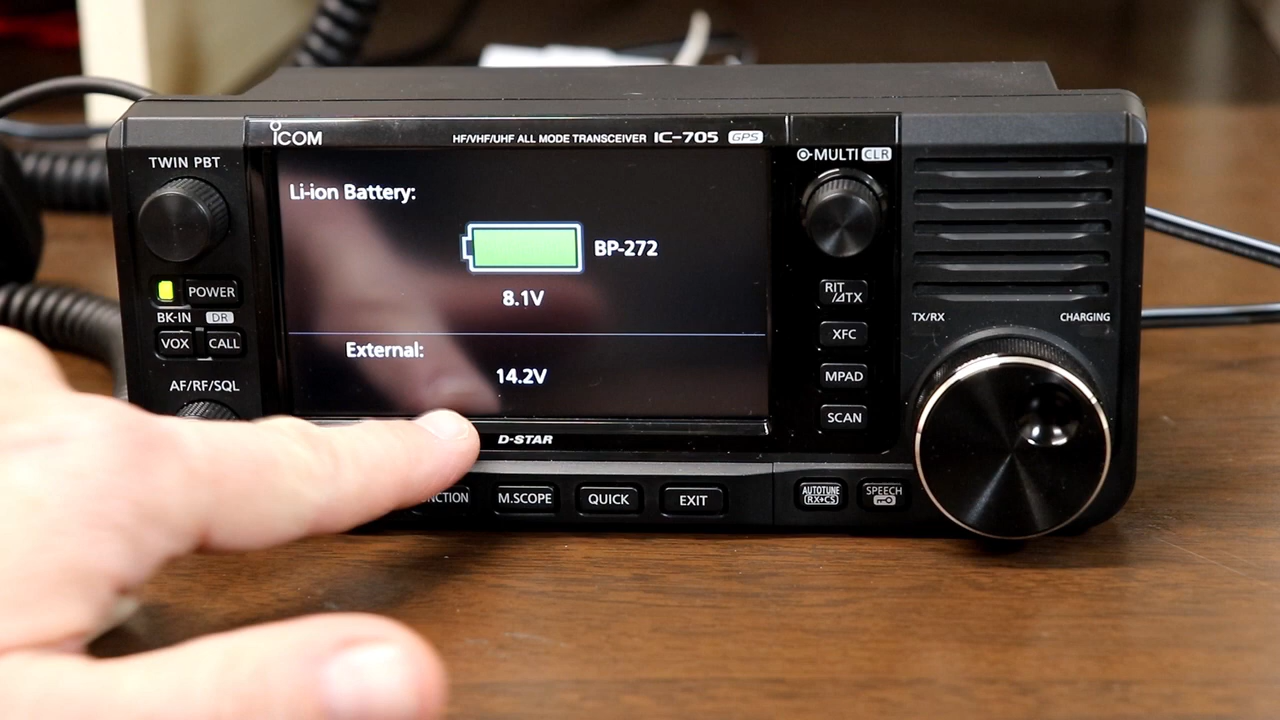 ICOM
HF/VHF/UHF ALL MODE TRANSCEIVER IC-705 GPS
TWIN PBT
MULTI CLR
Li-ion Battery:
BP-272
8.1V
External:
14.2V
POWER
BK-IN DR
VOX CALL
AF/RF/SQL
RIT
/⊿TX
XFC
MPAD
SCAN
TX/RX CHARGING
D-STAR
M.SCOPE QUICK EXIT
AUTOTUNE
RX➔CS
SPEECH